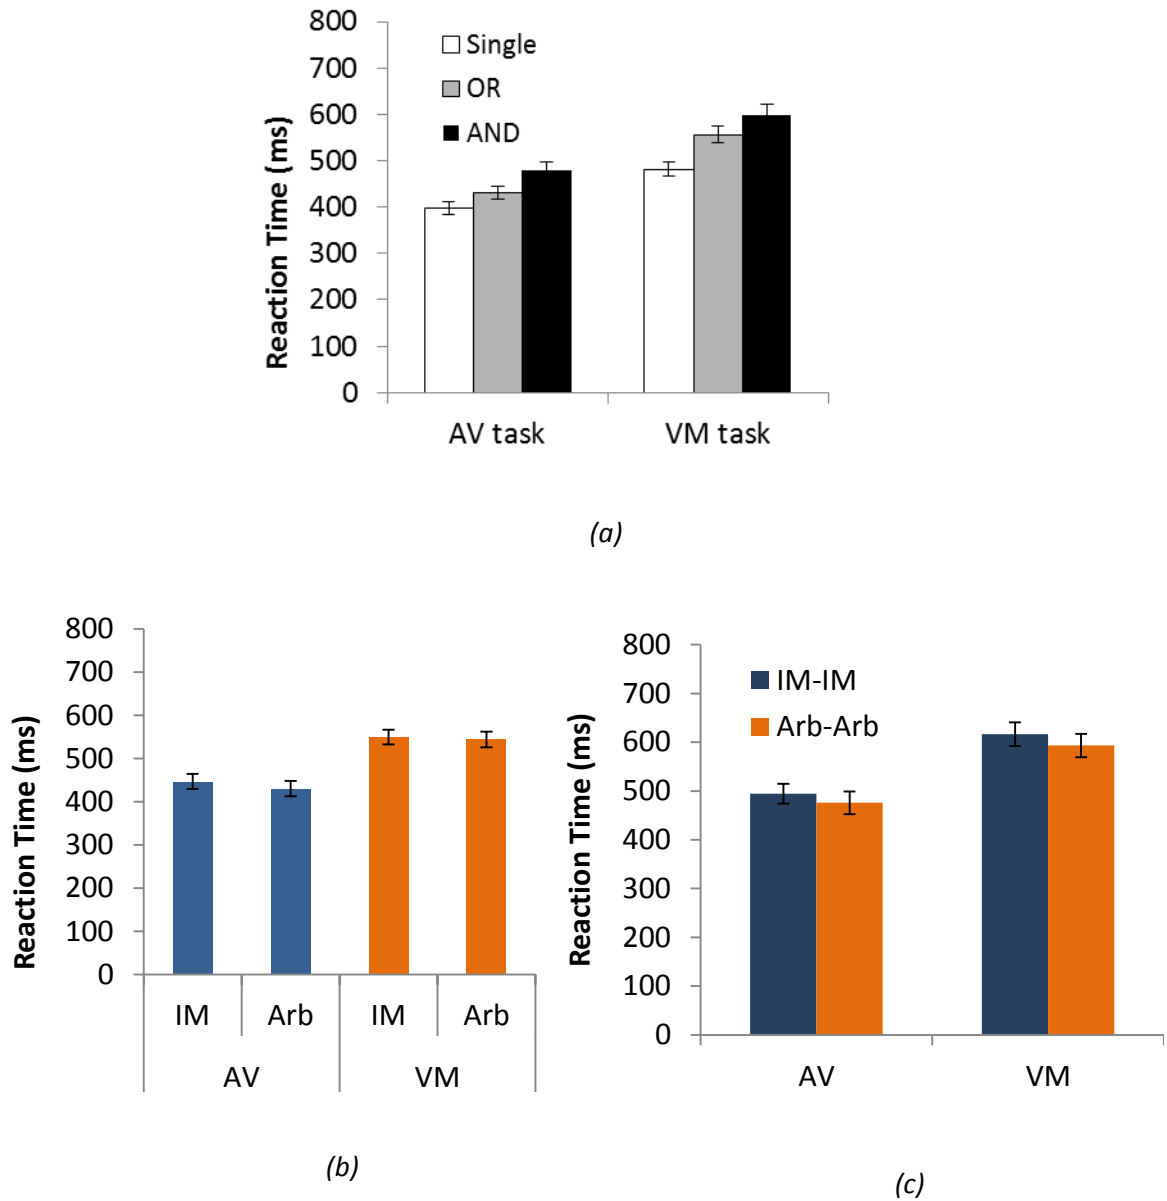 800
700
600
500
400
300
200
100
0
Reaction Time (ms)
Single
OR
AND
AV task
VM task
(a)
800
700
600
500
400
300
200
100
0
Reaction Time (ms)
IM
Arb
IM
Arb
AV
VM
(b)
800
700
600
500
400
300
200
100
0
Reaction Time (ms)
IM-IM
Arb-Arb
AV
VM
(c)